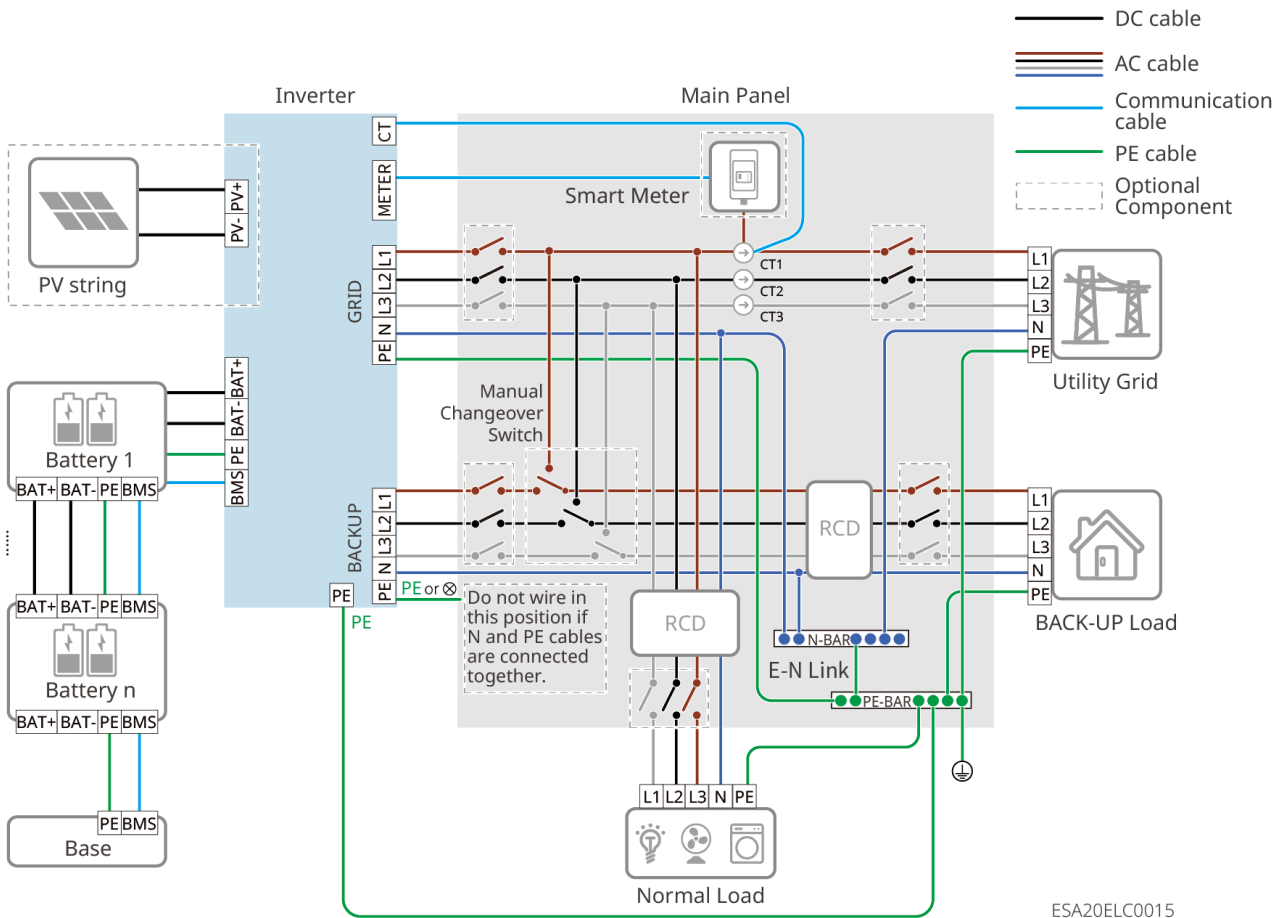 DC cable
AC cable
Communication
cable
PE cable
Optional
Component
Inverter
Main Panel
CT
METER
Smart Meter
PV+
PV-
PV string
GRID
L1
L2
L3
N
PE
CT1
CT2
CT3
L1
L2
L3
N
PE
Utility Grid
Manual
Changeover
Switch
BAT+
BAT-
PE
BMS
Battery 1
BAT+ BAT- PE BMS
......
BAT+ BAT- PE BMS
Battery n
BAT+ BAT- PE BMS
PE BMS
Base
BACKUP
L1
L2
L3
N
PE
PE or ⊗
PE
PE
Do not wire in
this position if
N and PE cables
are connected
together.
RCD
RCD
L1
L2
L3
N
PE
BACK-UP Load
N-BAR
E-N Link
PE-BAR
L1 L2 L3 N PE
Normal Load
ESA20ELC0015